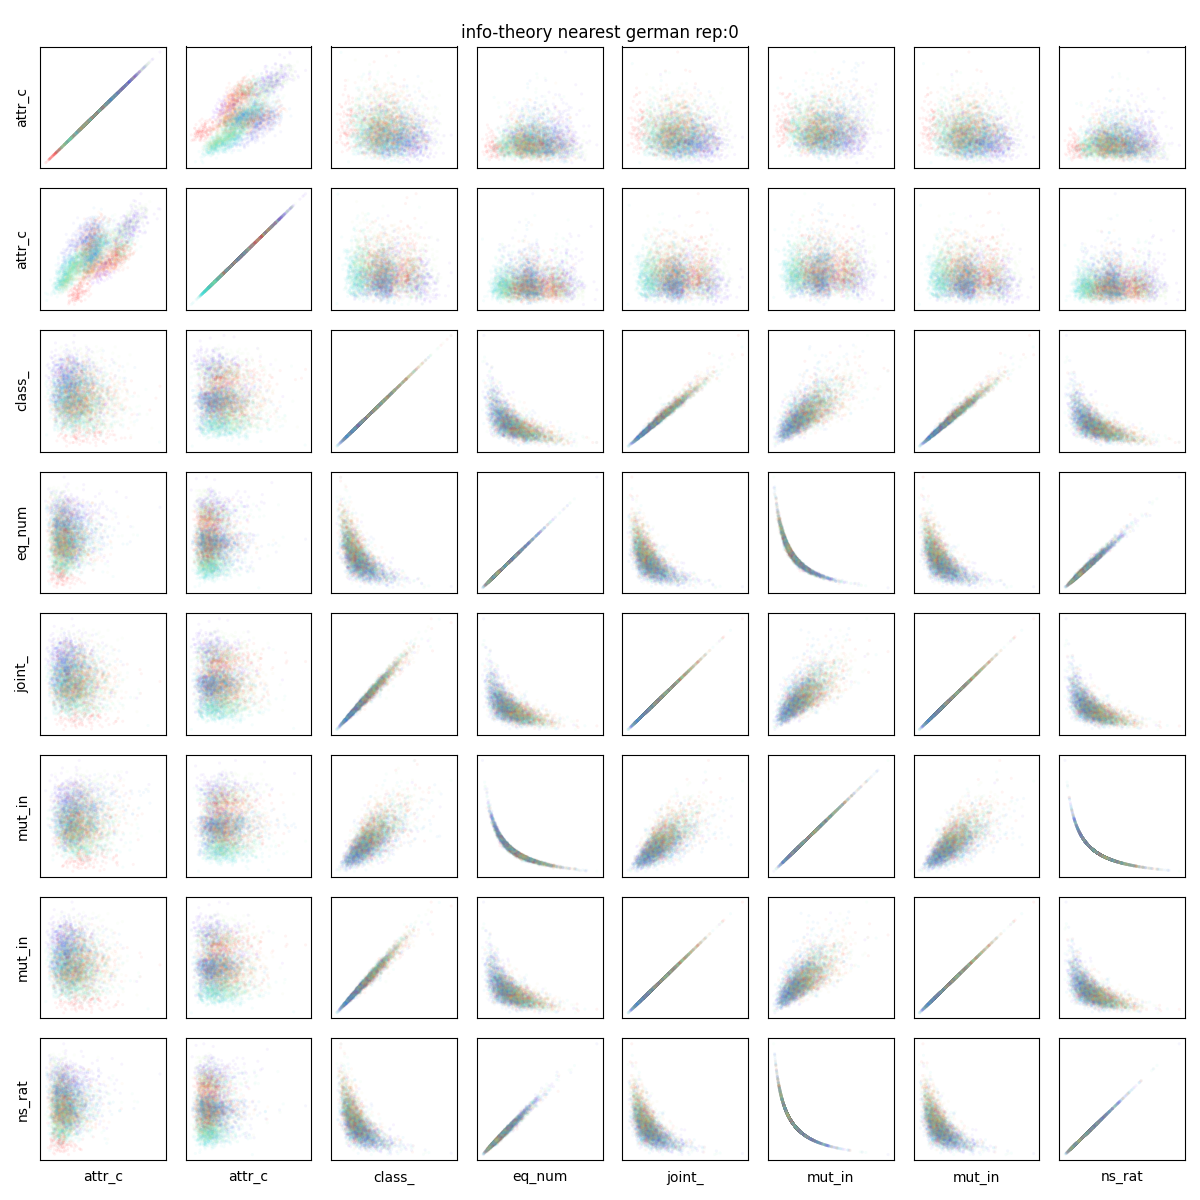 info-theory nearest german rep:0
attr_c
attr_c
class_
eq_num
joint_
mut_in
mut_in
ns_rat
attr_c attr_c class_ eq_num joint_ mut_in mut_in ns_rat